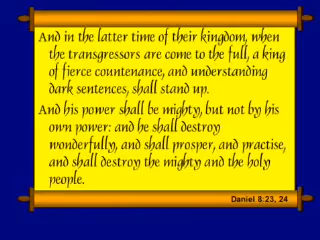 And in the latter time of their kingdom, when
the transgressors are come to the full, a king
of fierce countenance, and understanding
dark sentences, shall stand up.
And his power shall be mighty, but not by his
own power: and he shall destroy
wonderfully, and shall prosper, and practise,
and shall destroy the mighty and the holy
people.
Daniel 8:23, 24